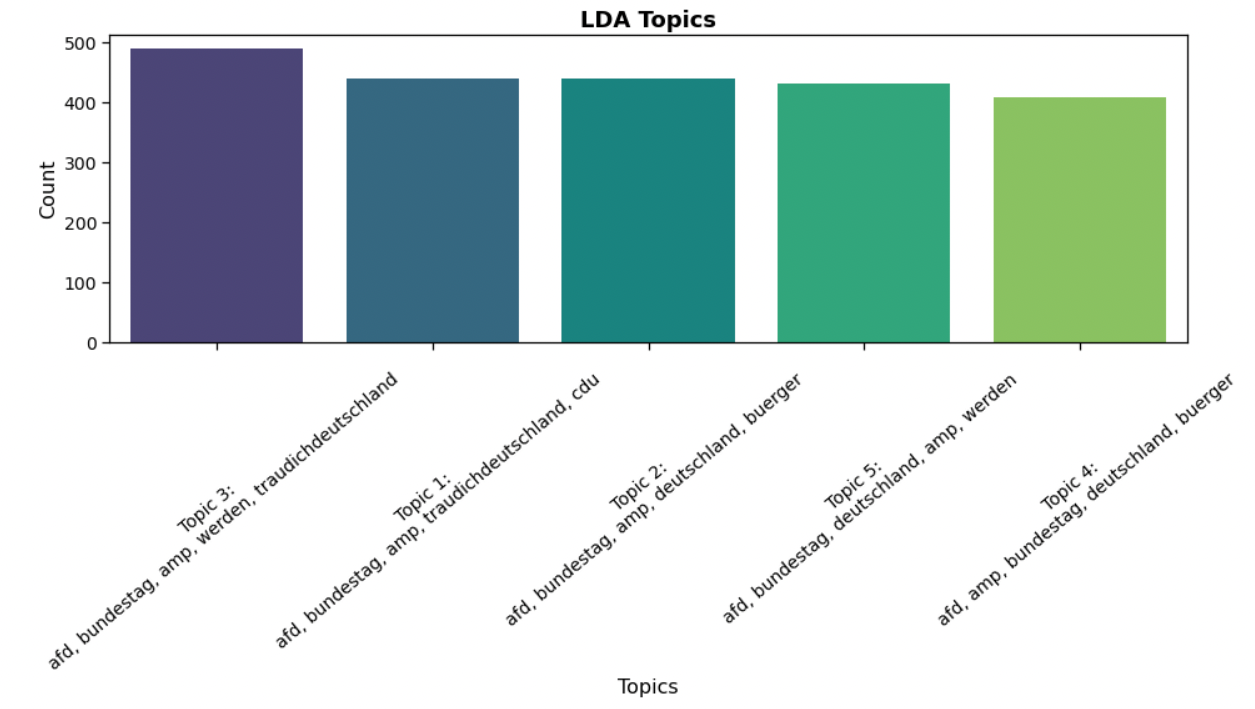 LDA Topics
500
400
300
200
100
0
Count
Topic 3:
afd, bundestag, amp, werden, traudichdeutschland
Topic 1:
afd, bundestag, amp, traudichdeutschland, cdu
Topic 2:
afd, bundestag, amp, deutschland, buerger
Topic 5:
afd, bundestag, deutschland, amp, werden
Topic 4:
afd, amp, bundestag, deutschland, buerger
Topics